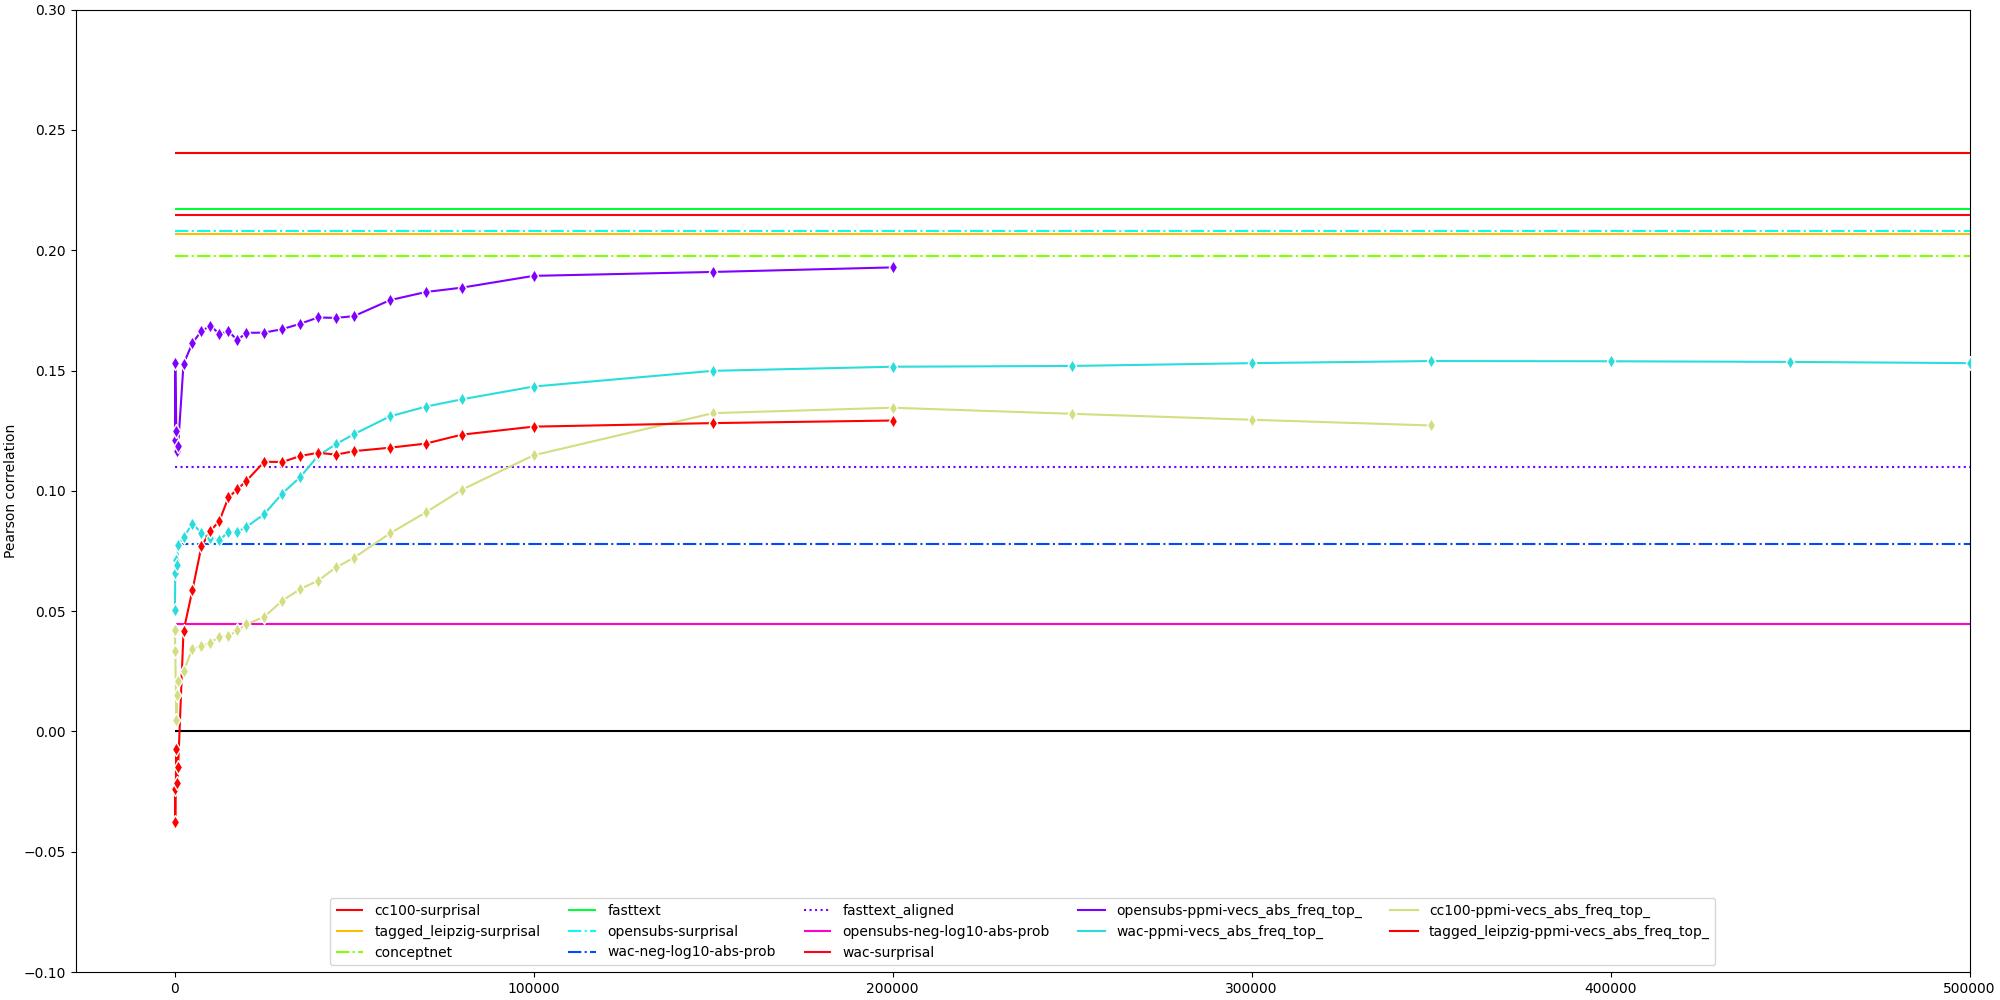 0.30
0.25
0.20
0.15
0.10
0.05
0.00
−0.05
−0.10
Pearson correlation
cc100-surprisal
tagged_leipzig-surprisal
conceptnet
fasttext
opensubs-surprisal
wac-neg-log10-abs-prob
fasttext_aligned
opensubs-neg-log10-abs-prob
wac-surprisal
opensubs-ppmi-vecs_abs_freq_top_
wac-ppmi-vecs_abs_freq_top_
cc100-ppmi-vecs_abs_freq_top_
tagged_leipzig-ppmi-vecs_abs_freq_top_
0 100000 200000 300000 400000 500000